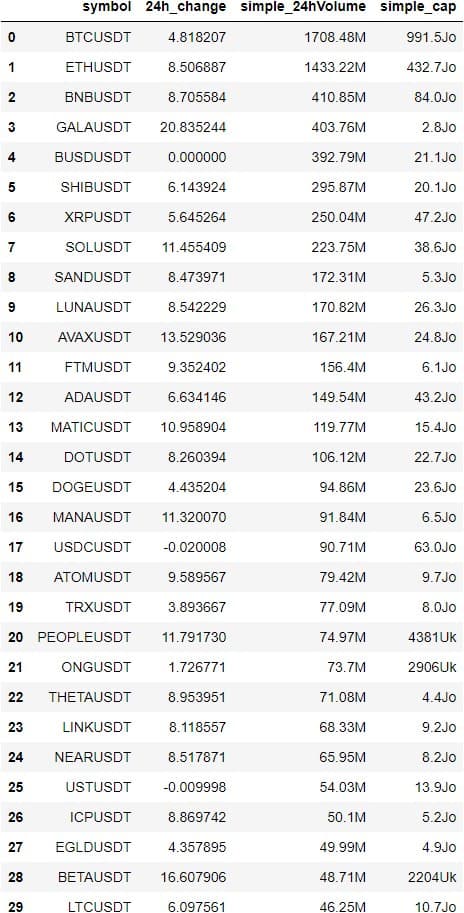 symbol 24h_change simple_24hVolume simple_cap
0 BTCUSDT 4.818207 1708.48M 991.5Jo
1 ETHUSDT 8.506887 1433.22M 432.7Jo
2 BNBUSDT 8.705584 410.85M 84.0Jo
3 GALAUSDT 20.835244 403.76M 2.8Jo
4 BUSDUSDT 0.000000 392.79M 21.1Jo
5 SHIBUSDT 6.143924 295.87M 20.1Jo
6 XRPUSDT 5.645264 250.04M 47.2Jo
7 SOLUSDT 11.455409 223.75M 38.6Jo
8 SANDUSDT 8.473971 172.31M 5.3Jo
9 LUNAUSDT 8.542229 170.82M 26.3Jo
10 AVAXUSDT 13.529036 167.21M 24.8Jo
11 FTMUSDT 9.352402 156.4M 6.1Jo
12 ADAUSDT 6.634146 149.54M 43.2Jo
13 MATICUSDT 10.958904 119.77M 15.4Jo
14 DOTUSDT 8.260394 106.12M 22.7Jo
15 DOGEUSDT 4.435204 94.86M 23.6Jo
16 MANAUSDT 11.320070 91.84M 6.5Jo
17 USDCUSDT -0.020008 90.71M 63.0Jo
18 ATOMUSDT 9.589567 79.42M 9.7Jo
19 TRXUSDT 3.893667 77.09M 8.0Jo
20 PEOPLEUSDT 11.791730 74.97M 4381Uk
21 ONGUSDT 1.726771 73.7M 2906Uk
22 THETAUSDT 8.953951 71.08M 4.4Jo
23 LINKUSDT 8.118557 68.33M 9.2Jo
24 NEARUSDT 8.517871 65.95M 8.2Jo
25 USTUSDT -0.009998 54.03M 13.9Jo
26 ICPUSDT 8.869742 50.1M 5.2Jo
27 EGLDUSDT 4.357895 49.99M 4.9Jo
28 BETAUSDT 16.607906 48.71M 2204Uk
29 LTCUSDT 6.097561 46.25M 10.7Jo